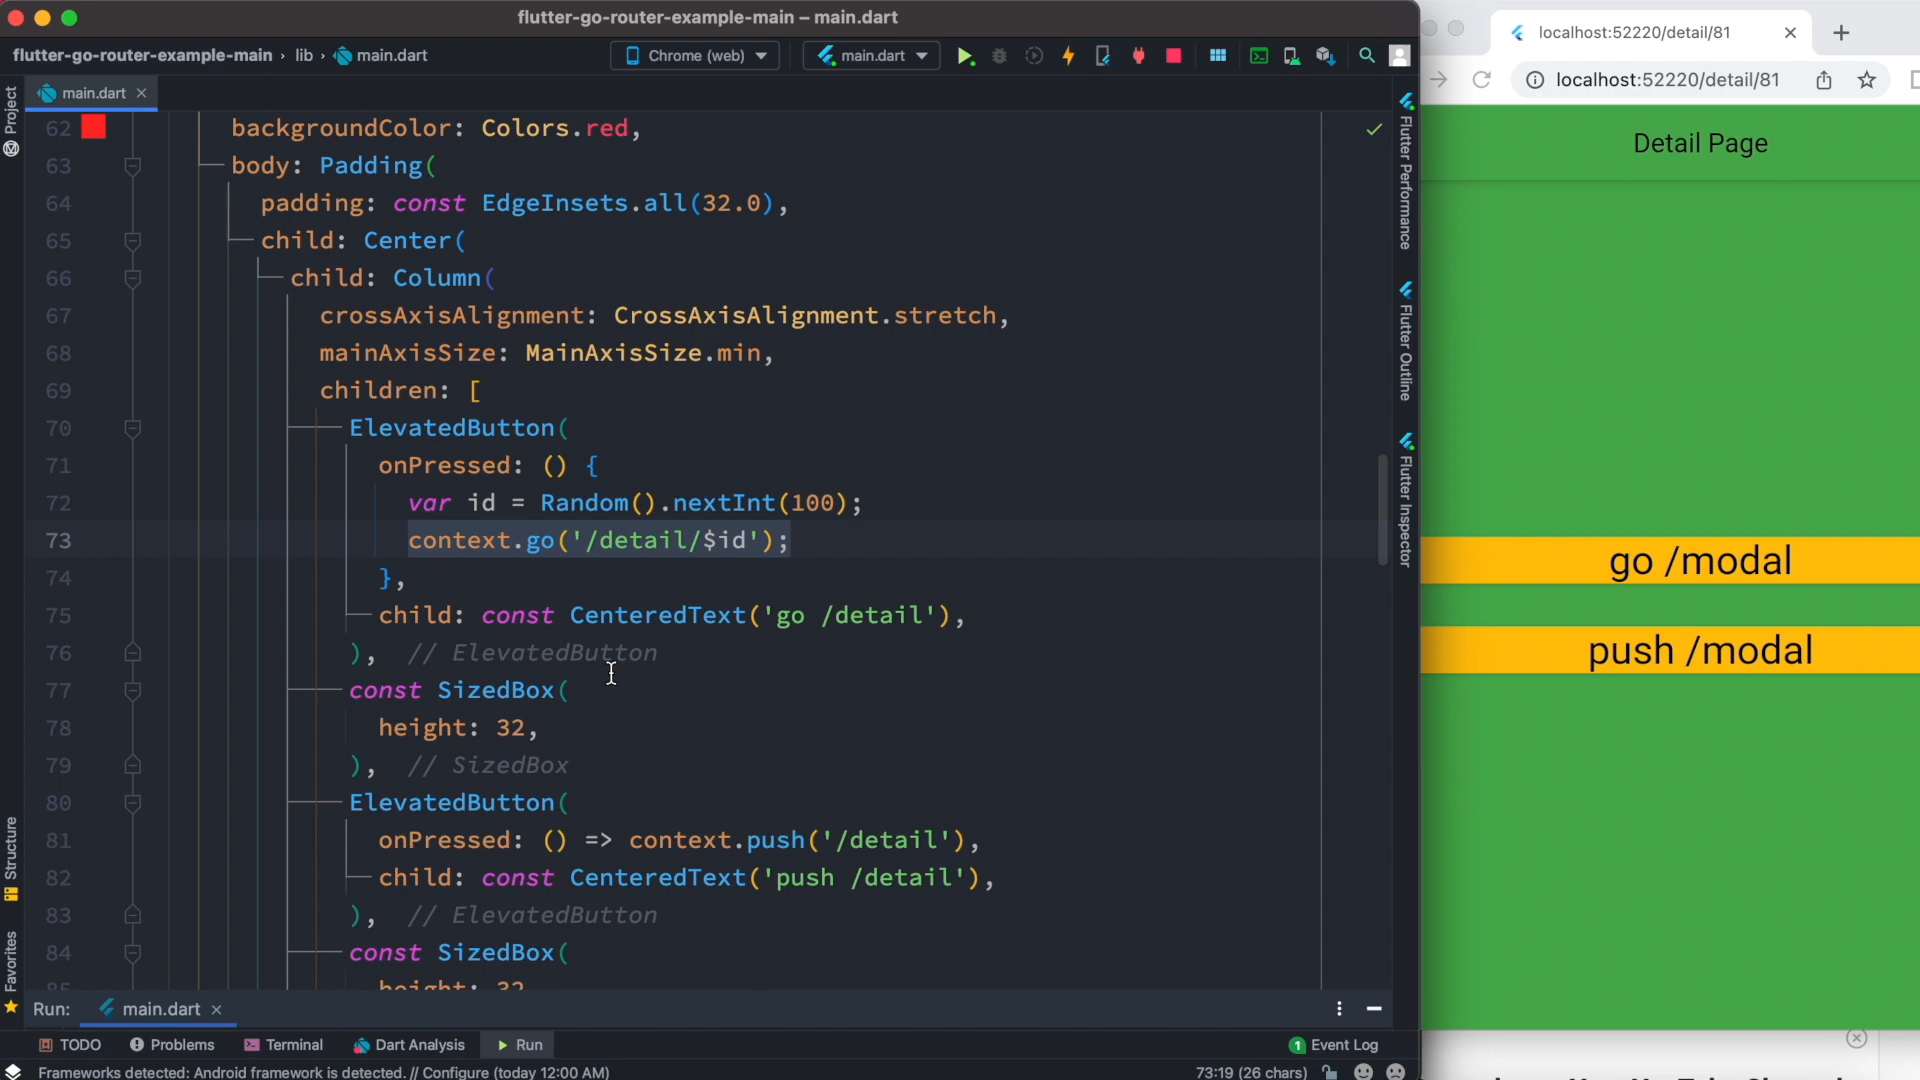 flutter-go-router-example-main – main.dart
flutter-go-router-example-main › lib › main.dart
Chrome (web)
main.dart
localhost:52220/detail/81
localhost:52220/detail/81
Project
main.dart
62 backgroundColor: Colors.red,
63 body: Padding(
64 padding: const EdgeInsets.all(32.0),
65 child: Center(
66 child: Column(
67 crossAxisAlignment: CrossAxisAlignment.stretch,
68 mainAxisSize: MainAxisSize.min,
69 children: [
70 ElevatedButton(
71 onPressed: () {
72 var id = Random().nextInt(100);
73 context.go('/detail/$id');
74 },
75 child: const CenteredText('go /detail'),
76 ), // ElevatedButton
77 const SizedBox(
78 height: 32,
79 ), // SizedBox
80 ElevatedButton(
81 onPressed: () => context.push('/detail'),
82 child: const CenteredText('push /detail'),
83 ), // ElevatedButton
84 const SizedBox(
85 height: 32
Structure
Favorites
Flutter Performance
Flutter Outline
Flutter Inspector
Detail Page
go /modal
push /modal
Run: main.dart
TODO
Problems
Terminal
Dart Analysis
Run
1 Event Log
Frameworks detected: Android framework is detected. // Configure (today 12:00 AM)
73:19 (26 chars)